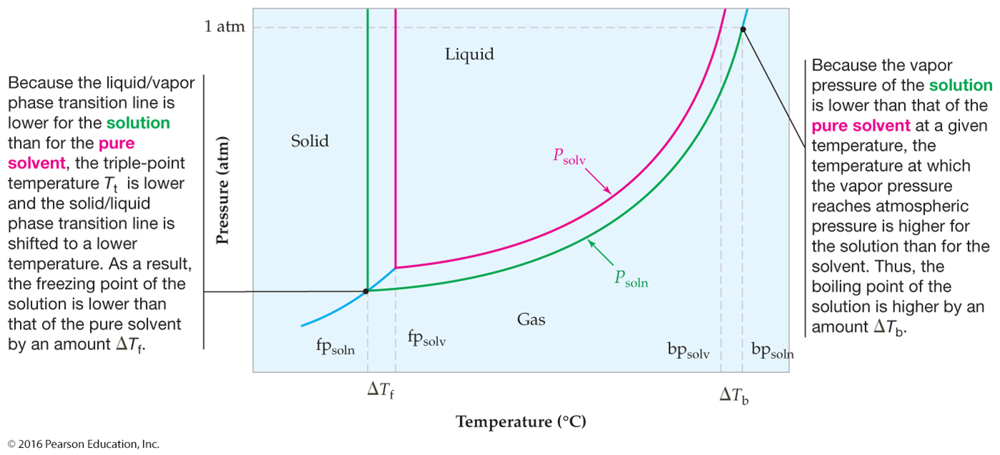 1 atm
Liquid
Solid
Gas
Pressure (atm)
Because the liquid/vapor
phase transition line is
lower for the solution
than for the pure
solvent, the triple-point
temperature Tt is lower
and the solid/liquid
phase transition line is
shifted to a lower
temperature. As a result,
the freezing point of the
solution is lower than
that of the pure solvent
by an amount ΔTf.
Psolv
Psoln
Because the vapor
pressure of the solution
is lower than that of the
pure solvent at a given
temperature, the
temperature at which
the vapor pressure
reaches atmospheric
pressure is higher for
the solution than for the
solvent. Thus, the
boiling point of the
solution is higher by an
amount ΔTb.
fpsoln
fpsolv
bpsolv
bpsoln
ΔTf
ΔTb
Temperature (°C)
© 2016 Pearson Education, Inc.